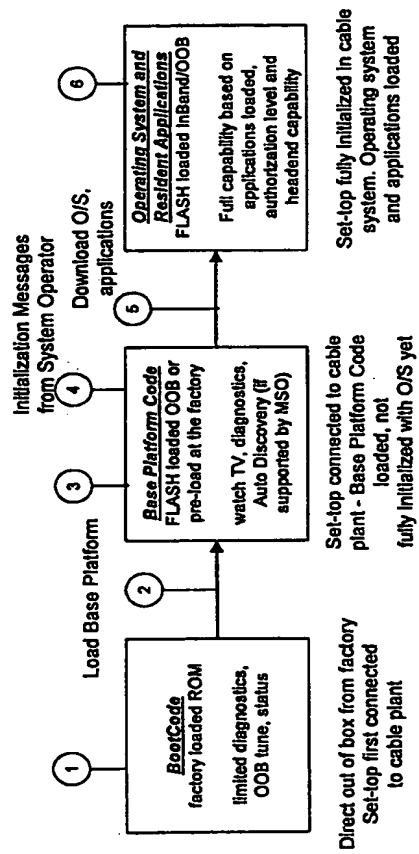 1
BootCode
factory loaded ROM
limited diagnostics,
OOB tune, status
Direct out of box from factory
Set-top first connected
to cable plant
Load Base Platform
2
3
Initialization Messages
from System Operator
4
Base Platform Code
FLASH loaded OOB or
pre-load at the factory
watch TV, diagnostics,
Auto Discovery (if
supported by MSO)
Set-top connected to cable
plant - Base Platform Code
loaded, not
fully Initialized with O/S yet
Download O/S,
applications
5
6
Operating System and
Resident Applications
FLASH loaded InBand/OOB
Full capability based on
applications loaded,
authorization level and
headend capability
Set-top fully Initialized in cable
system. Operating system
and applications loaded